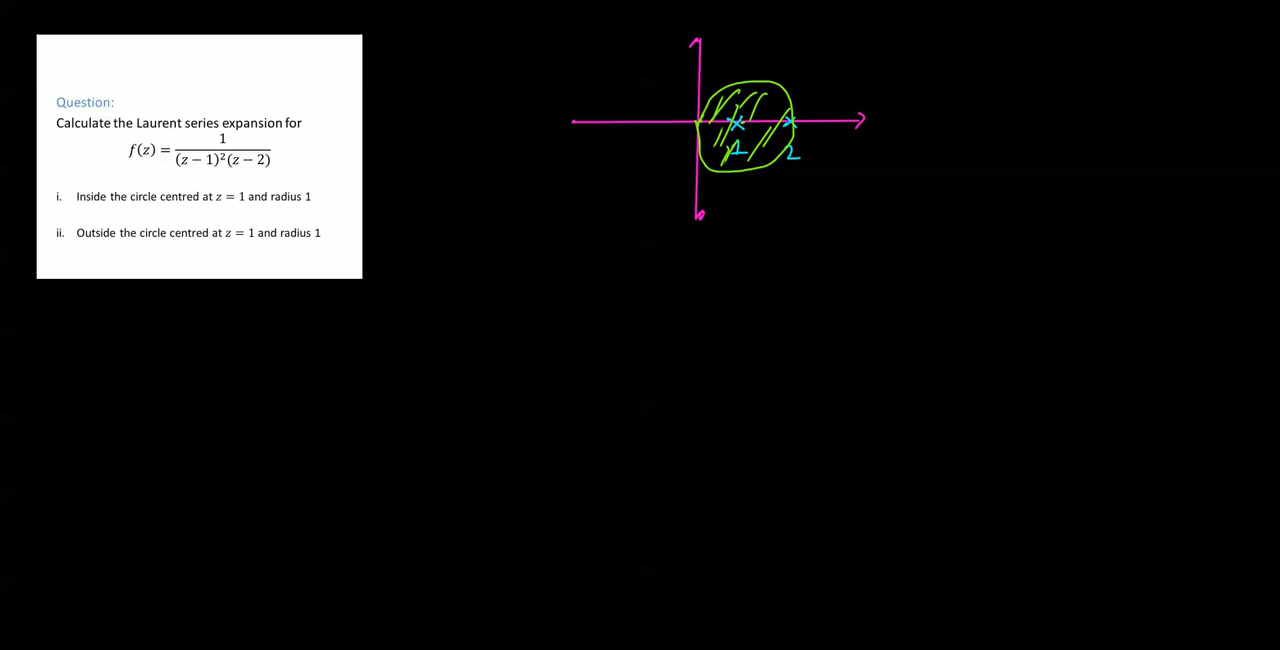 Question:
Calculate the Laurent series expansion for
f(z) = 1 / ((z − 1)²(z − 2))
i. Inside the circle centred at z = 1 and radius 1
ii. Outside the circle centred at z = 1 and radius 1
1
2